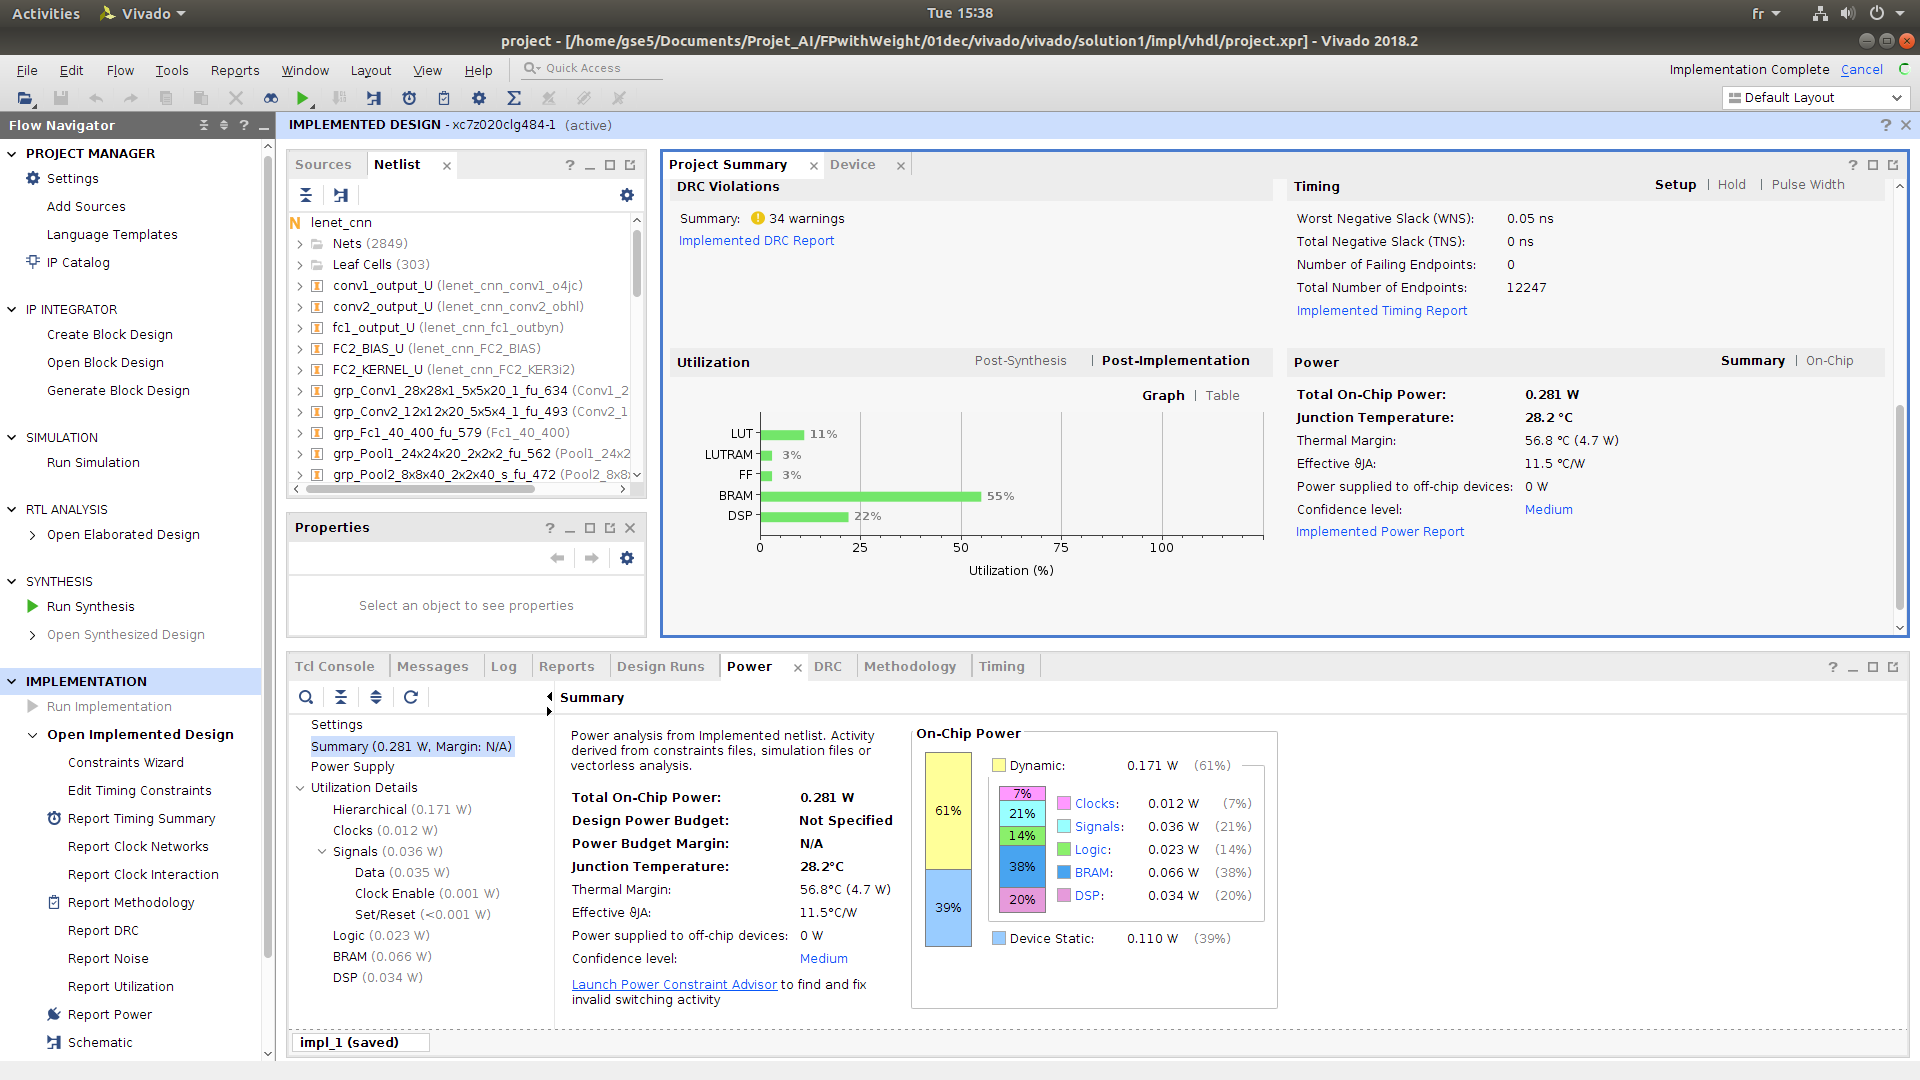 Activities
Vivado
Tue 15:38
fr
project - [/home/gse5/Documents/Projet_AI/FPwithWeight/01dec/vivado/vivado/solution1/impl/vhdl/project.xpr] - Vivado 2018.2
File Edit Flow Tools Reports Window Layout View Help
Quick Access
Implementation Complete Cancel
Default Layout
Flow Navigator
PROJECT MANAGER
Settings
Add Sources
Language Templates
IP Catalog
IP INTEGRATOR
Create Block Design
Open Block Design
Generate Block Design
SIMULATION
Run Simulation
RTL ANALYSIS
Open Elaborated Design
SYNTHESIS
Run Synthesis
Open Synthesized Design
IMPLEMENTATION
Run Implementation
Open Implemented Design
Constraints Wizard
Edit Timing Constraints
Report Timing Summary
Report Clock Networks
Report Clock Interaction
Report Methodology
Report DRC
Report Noise
Report Utilization
Report Power
Schematic
IMPLEMENTED DESIGN - xc7z020clg484-1 (active)
Sources Netlist
lenet_cnn
Nets (2849)
Leaf Cells (303)
conv1_output_U (lenet_cnn_conv1_o4jc)
conv2_output_U (lenet_cnn_conv2_obhl)
fc1_output_U (lenet_cnn_fc1_outbyn)
FC2_BIAS_U (lenet_cnn_FC2_BIAS)
FC2_KERNEL_U (lenet_cnn_FC2_KER3i2)
grp_Conv1_28x28x1_5x5x20_1_fu_634 (Conv1_2
grp_Conv2_12x12x20_5x5x4_1_fu_493 (Conv2_1
grp_Fc1_40_400_fu_579 (Fc1_40_400)
grp_Pool1_24x24x20_2x2x2_fu_562 (Pool1_24x2
grp_Pool2_8x8x40_2x2x40_s_fu_472 (Pool2_8x8x
Properties
Select an object to see properties
Project Summary Device
DRC Violations
Summary: 34 warnings
Implemented DRC Report
Timing Setup | Hold | Pulse Width
Worst Negative Slack (WNS): 0.05 ns
Total Negative Slack (TNS): 0 ns
Number of Failing Endpoints: 0
Total Number of Endpoints: 12247
Implemented Timing Report
Utilization Post-Synthesis | Post-Implementation
Graph | Table
LUT 11%
LUTRAM 3%
FF 3%
BRAM 55%
DSP 22%
0 25 50 75 100
Utilization (%)
Power Summary | On-Chip
Total On-Chip Power: 0.281 W
Junction Temperature: 28.2 °C
Thermal Margin: 56.8 °C (4.7 W)
Effective ϑJA: 11.5 °C/W
Power supplied to off-chip devices: 0 W
Confidence level: Medium
Implemented Power Report
Tcl Console Messages Log Reports Design Runs Power DRC Methodology Timing
Summary
Settings
Summary (0.281 W, Margin: N/A)
Power Supply
Utilization Details
Hierarchical (0.171 W)
Clocks (0.012 W)
Signals (0.036 W)
Data (0.035 W)
Clock Enable (0.001 W)
Set/Reset (<0.001 W)
Logic (0.023 W)
BRAM (0.066 W)
DSP (0.034 W)
Power analysis from Implemented netlist. Activity
derived from constraints files, simulation files or
vectorless analysis.
Total On-Chip Power: 0.281 W
Design Power Budget: Not Specified
Power Budget Margin: N/A
Junction Temperature: 28.2°C
Thermal Margin: 56.8°C (4.7 W)
Effective ϑJA: 11.5°C/W
Power supplied to off-chip devices: 0 W
Confidence level: Medium
Launch Power Constraint Advisor to find and fix
invalid switching activity
On-Chip Power
61%
39%
Dynamic: 0.171 W (61%)
7%
21%
14%
38%
20%
Clocks: 0.012 W (7%)
Signals: 0.036 W (21%)
Logic: 0.023 W (14%)
BRAM: 0.066 W (38%)
DSP: 0.034 W (20%)
Device Static: 0.110 W (39%)
impl_1 (saved)